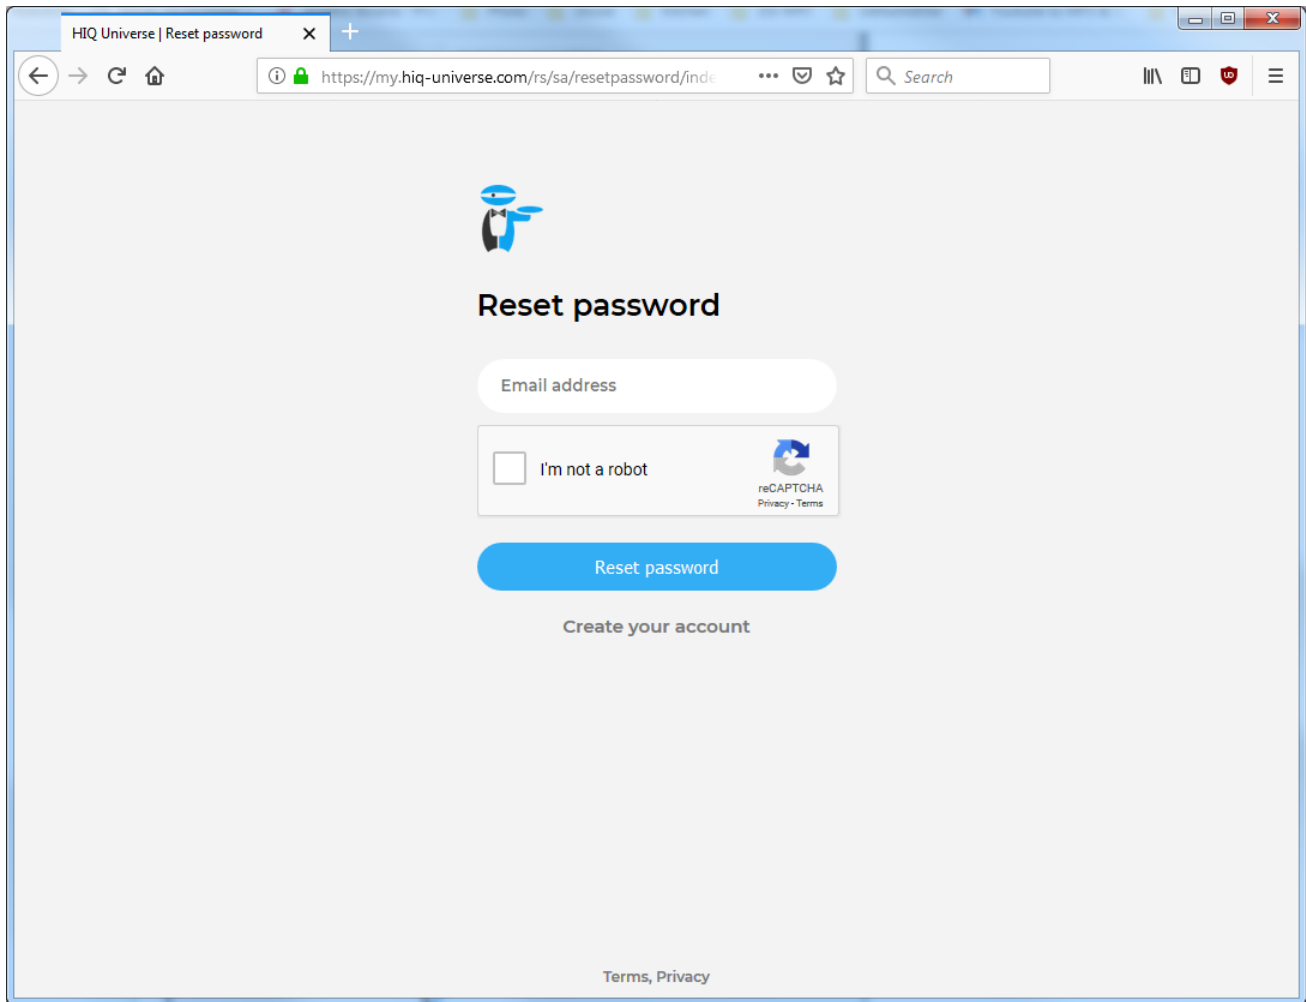 HIQ Universe | Reset password
https://my.hiq-universe.com/rs/sa/resetpassword/inde
Search
Reset password
Email address
I'm not a robot
reCAPTCHA
Privacy - Terms
Reset password
Create your account
Terms, Privacy